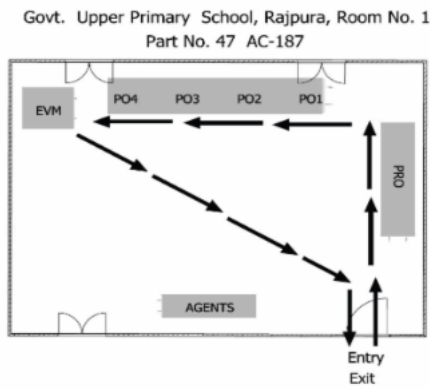 Govt. Upper Primary School, Rajpura, Room No. 1
Part No. 47 AC-187
EVM
PO4 PO3 PO2 PO1
PRO
AGENTS
Entry
Exit